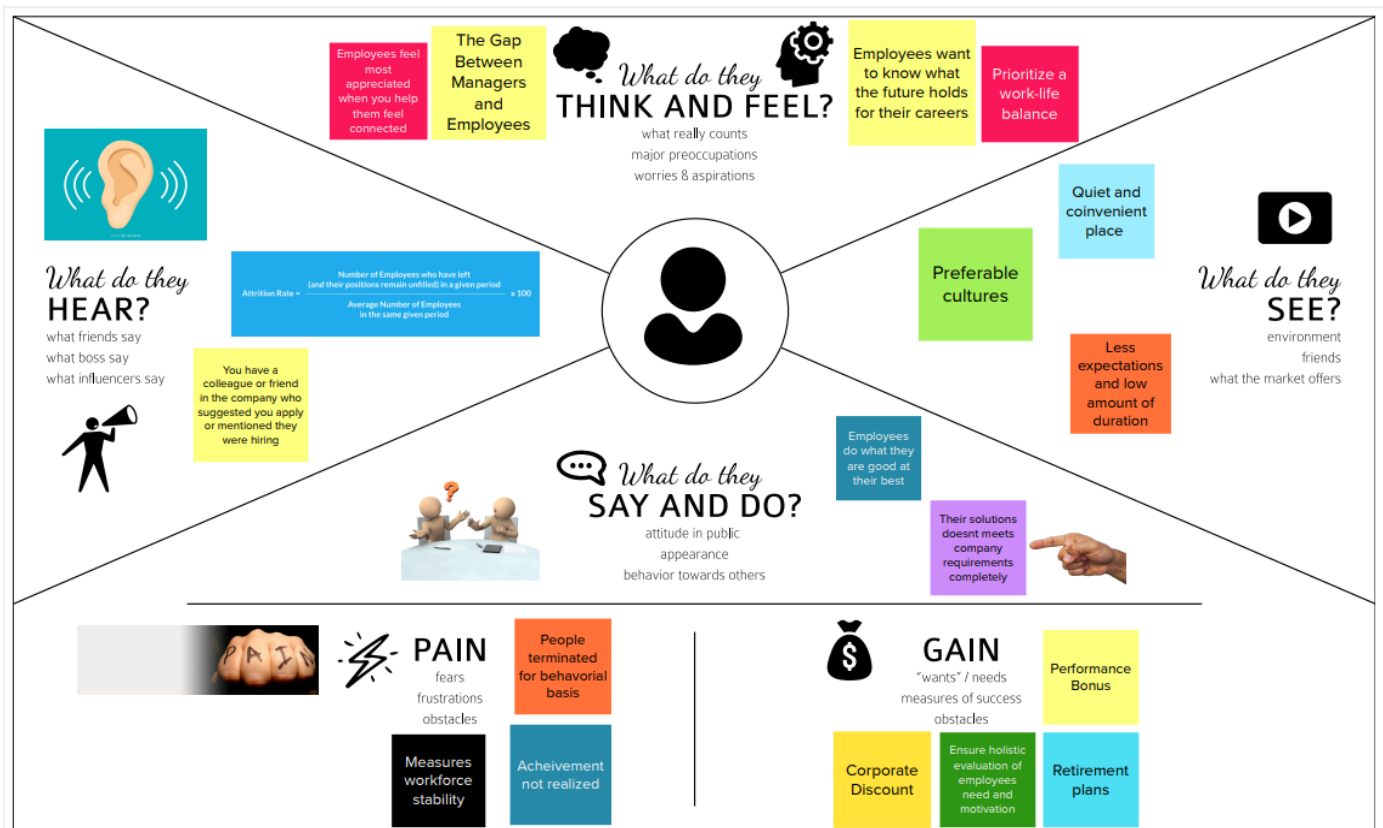 Employees feel
most
appreciated
when you help
them feel
connected
The Gap
Between
Managers
and
Employees
What do they
THINK AND FEEL?
what really counts
major preoccupations
worries & aspirations
Employees want
to know what
the future holds
for their careers
Prioritize a
work-life
balance
What do they
HEAR?
what friends say
what boss say
what influencers say
Attrition Rate =
Number of Employees who have left
(and their positions remain unfilled) in a given period
Average Number of Employees
in the same given period
x 100
You have a
colleague or friend
in the company who
suggested you apply
or mentioned they
were hiring
Quiet and
coinvenient
place
Preferable
cultures
Less
expectations
and low
amount of
duration
What do they
SEE?
environment
friends
what the market offers
What do they
SAY AND DO?
attitude in public
appearance
behavior towards others
Employees
do what they
are good at
their best
Their solutions
doesnt meets
company
requirements
completely
PAIN
PAIN
fears
frustrations
obstacles
People
terminated
for behavorial
basis
Measures
workforce
stability
Acheivement
not realized
$
GAIN
"wants" / needs
measures of success
obstacles
Performance
Bonus
Corporate
Discount
Ensure holistic
evaluation of
employees
need and
motivation
Retirement
plans